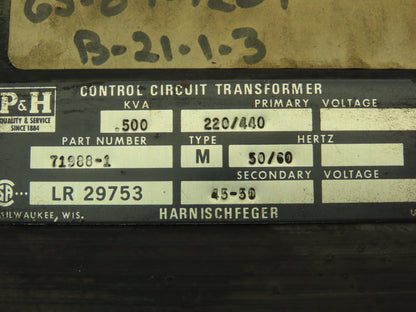 B-21-1-3
P&H
QUALITY & SERVICE
SINCE 1884
CONTROL CIRCUIT TRANSFORMER
KVA PRIMARY VOLTAGE
.500 220/440
PART NUMBER TYPE HERTZ
71988-1 M 50/60
SECONDARY VOLTAGE
LR 29753 45-30
MILWAUKEE, WIS. HARNISCHFEGER